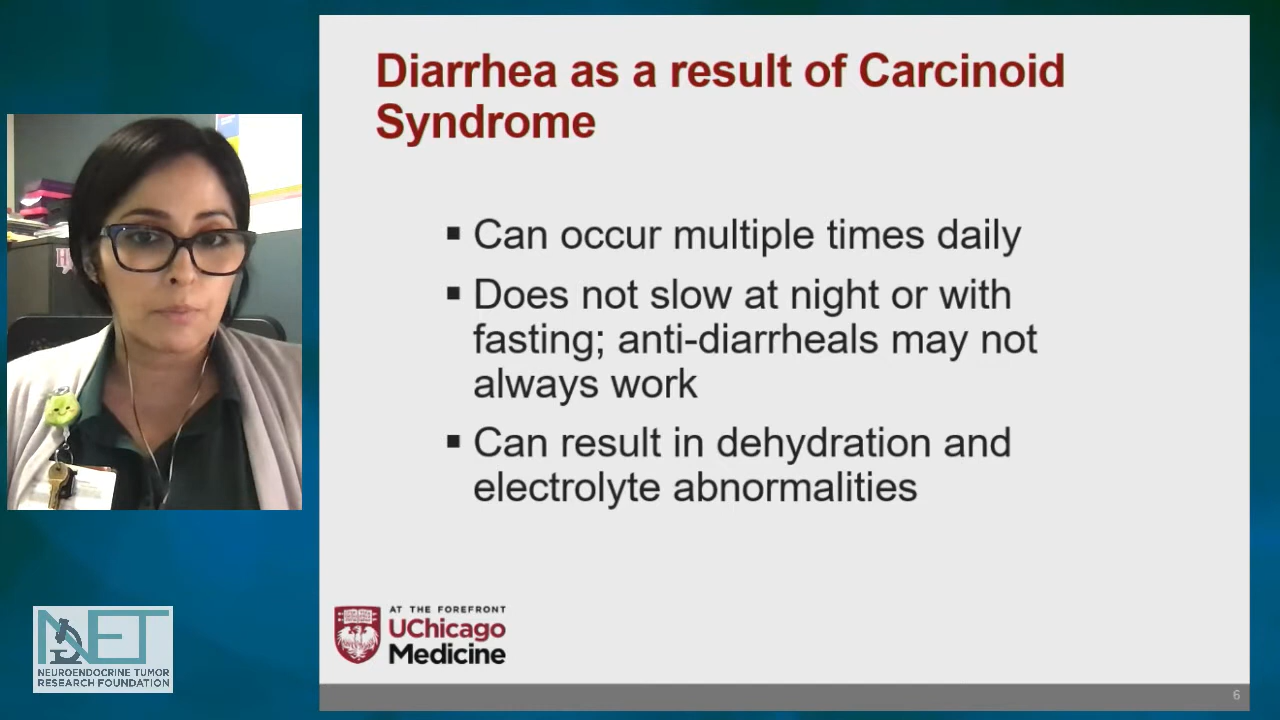 Diarrhea as a result of Carcinoid
Syndrome
▪ Can occur multiple times daily
▪ Does not slow at night or with
fasting; anti-diarrheals may not
always work
▪ Can result in dehydration and
electrolyte abnormalities
AT THE FOREFRONT
UChicago
Medicine
NET
NEUROENDOCRINE TUMOR
RESEARCH FOUNDATION
6